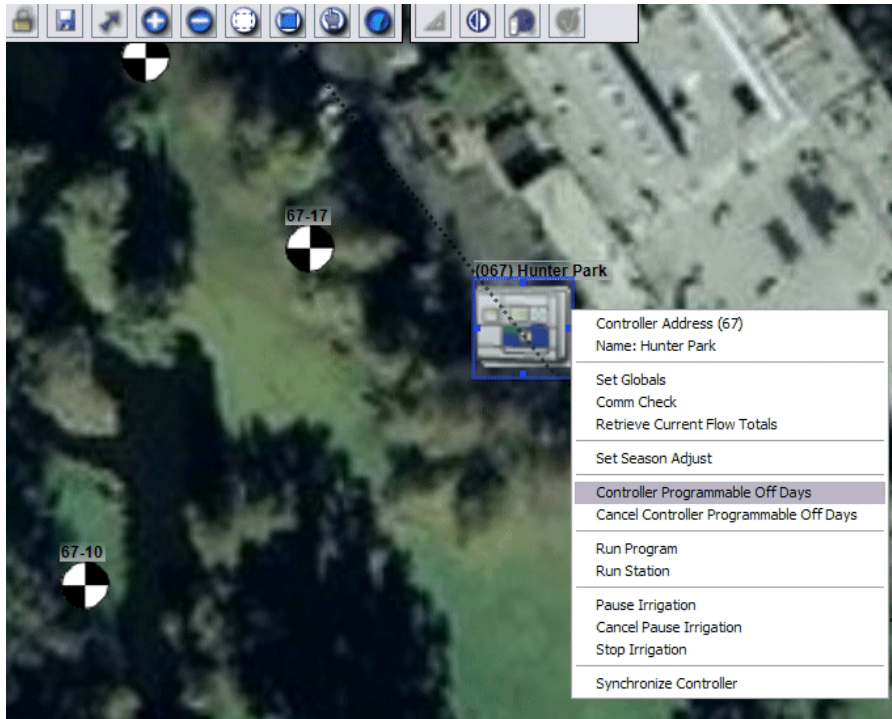 67-17
(067) Hunter Park
Controller Address (67)
Name: Hunter Park
Set Globals
Comm Check
Retrieve Current Flow Totals
Set Season Adjust
Controller Programmable Off Days
Cancel Controller Programmable Off Days
67-10
Run Program
Run Station
Pause Irrigation
Cancel Pause Irrigation
Stop Irrigation
Synchronize Controller